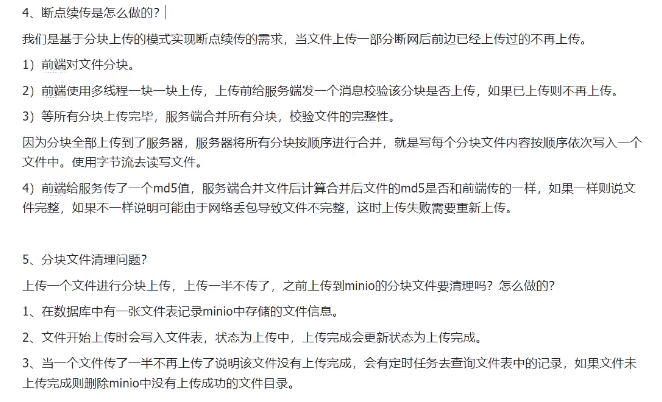 4、断点续传是怎么做的？
我们是基于分块上传的模式实现断点续传的需求，当文件上传一部分断网后前边已经上传过的不再上传。
1）前端对文件分块。
2）前端使用多线程一块一块上传，上传前给服务端发一个消息校验该分块是否上传，如果已上传则不再上传。
3）等所有分块上传完毕，服务端合并所有分块，校验文件的完整性。
因为分块全部上传到了服务器，服务器将所有分块按顺序进行合并，就是写每个分块文件内容按顺序依次写入一个
文件中。使用字节流去读写文件。
4）前端给服务传了一个md5值，服务端合并文件后计算合并后文件的md5是否和前端传的一样，如果一样则说文
件完整，如果不一样说明可能由于网络丢包导致文件不完整，这时上传失败需要重新上传。
5、分块文件清理问题？
上传一个文件进行分块上传，上传一半不传了，之前上传到minio的分块文件要清理吗？怎么做的？
1、在数据库中有一张文件表记录minio中存储的文件信息。
2、文件开始上传时会写入文件表，状态为上传中，上传完成会更新状态为上传完成。
3、当一个文件传了一半不再上传了说明该文件没有上传完成，会有定时任务去查询文件表中的记录，如果文件未
上传完成则删除minio中没有上传成功的文件目录。